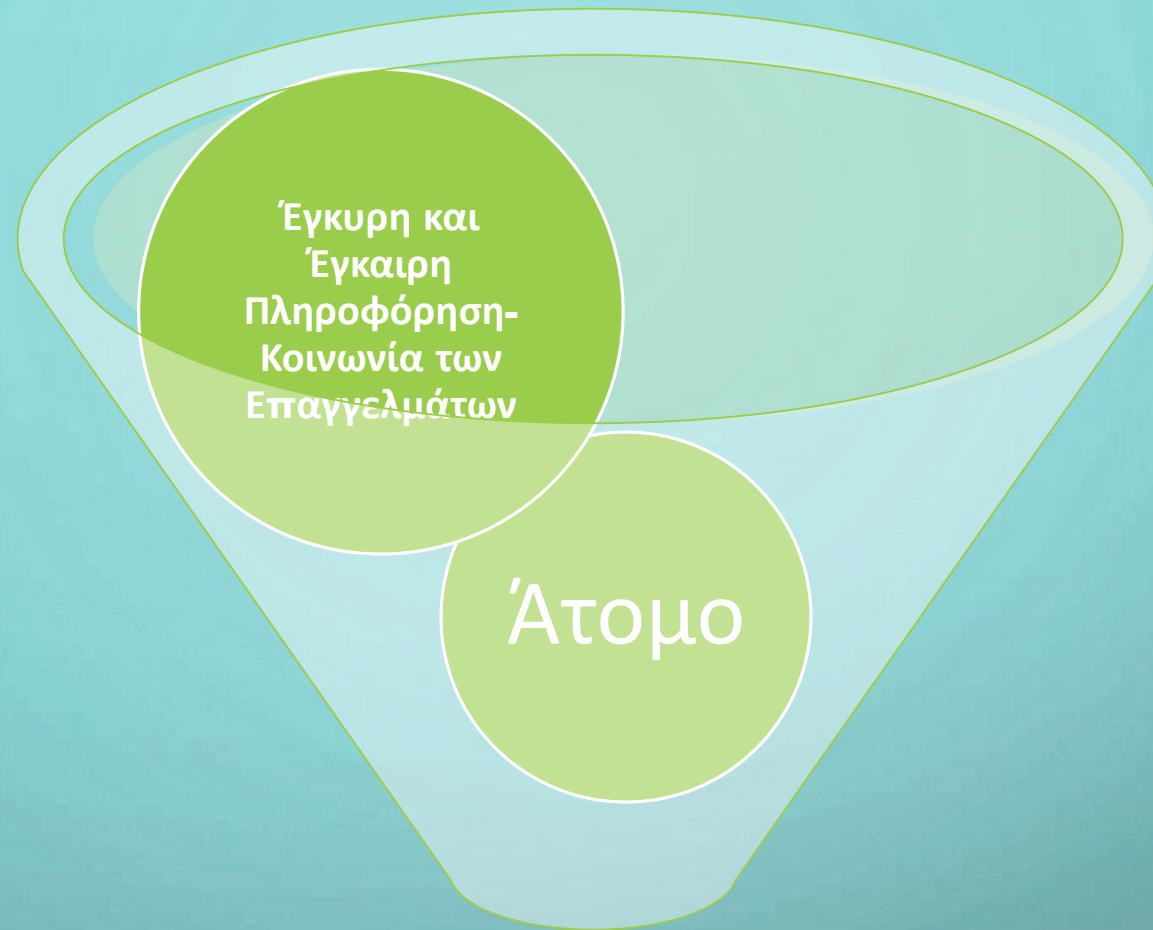 Έγκυρη και
Έγκαιρη
Πληροφόρηση-
Κοινωνία των
Επαγγελμάτων
Άτομο